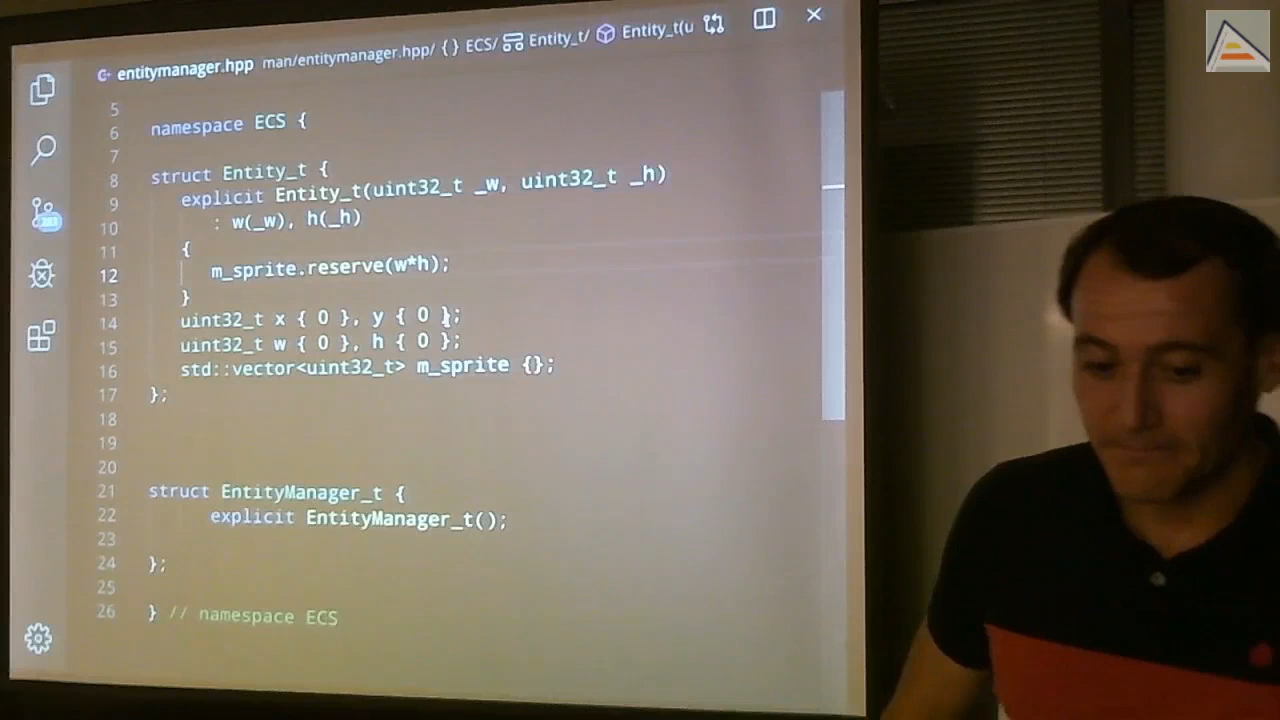 entitymanager.hpp man/entitymanager.hpp/ {} ECS/ Entity_t/ Entity_t(u
5
6 namespace ECS {
7
8 struct Entity_t {
9 explicit Entity_t(uint32_t _w, uint32_t _h)
10 : w(_w), h(_h)
11 {
12 m_sprite.reserve(w*h);
13 }
14 uint32_t x { 0 }, y { 0 };
15 uint32_t w { 0 }, h { 0 };
16 std::vector<uint32_t> m_sprite {};
17 };
18
19
20
21 struct EntityManager_t {
22 explicit EntityManager_t();
23
24 };
25
26 } // namespace ECS